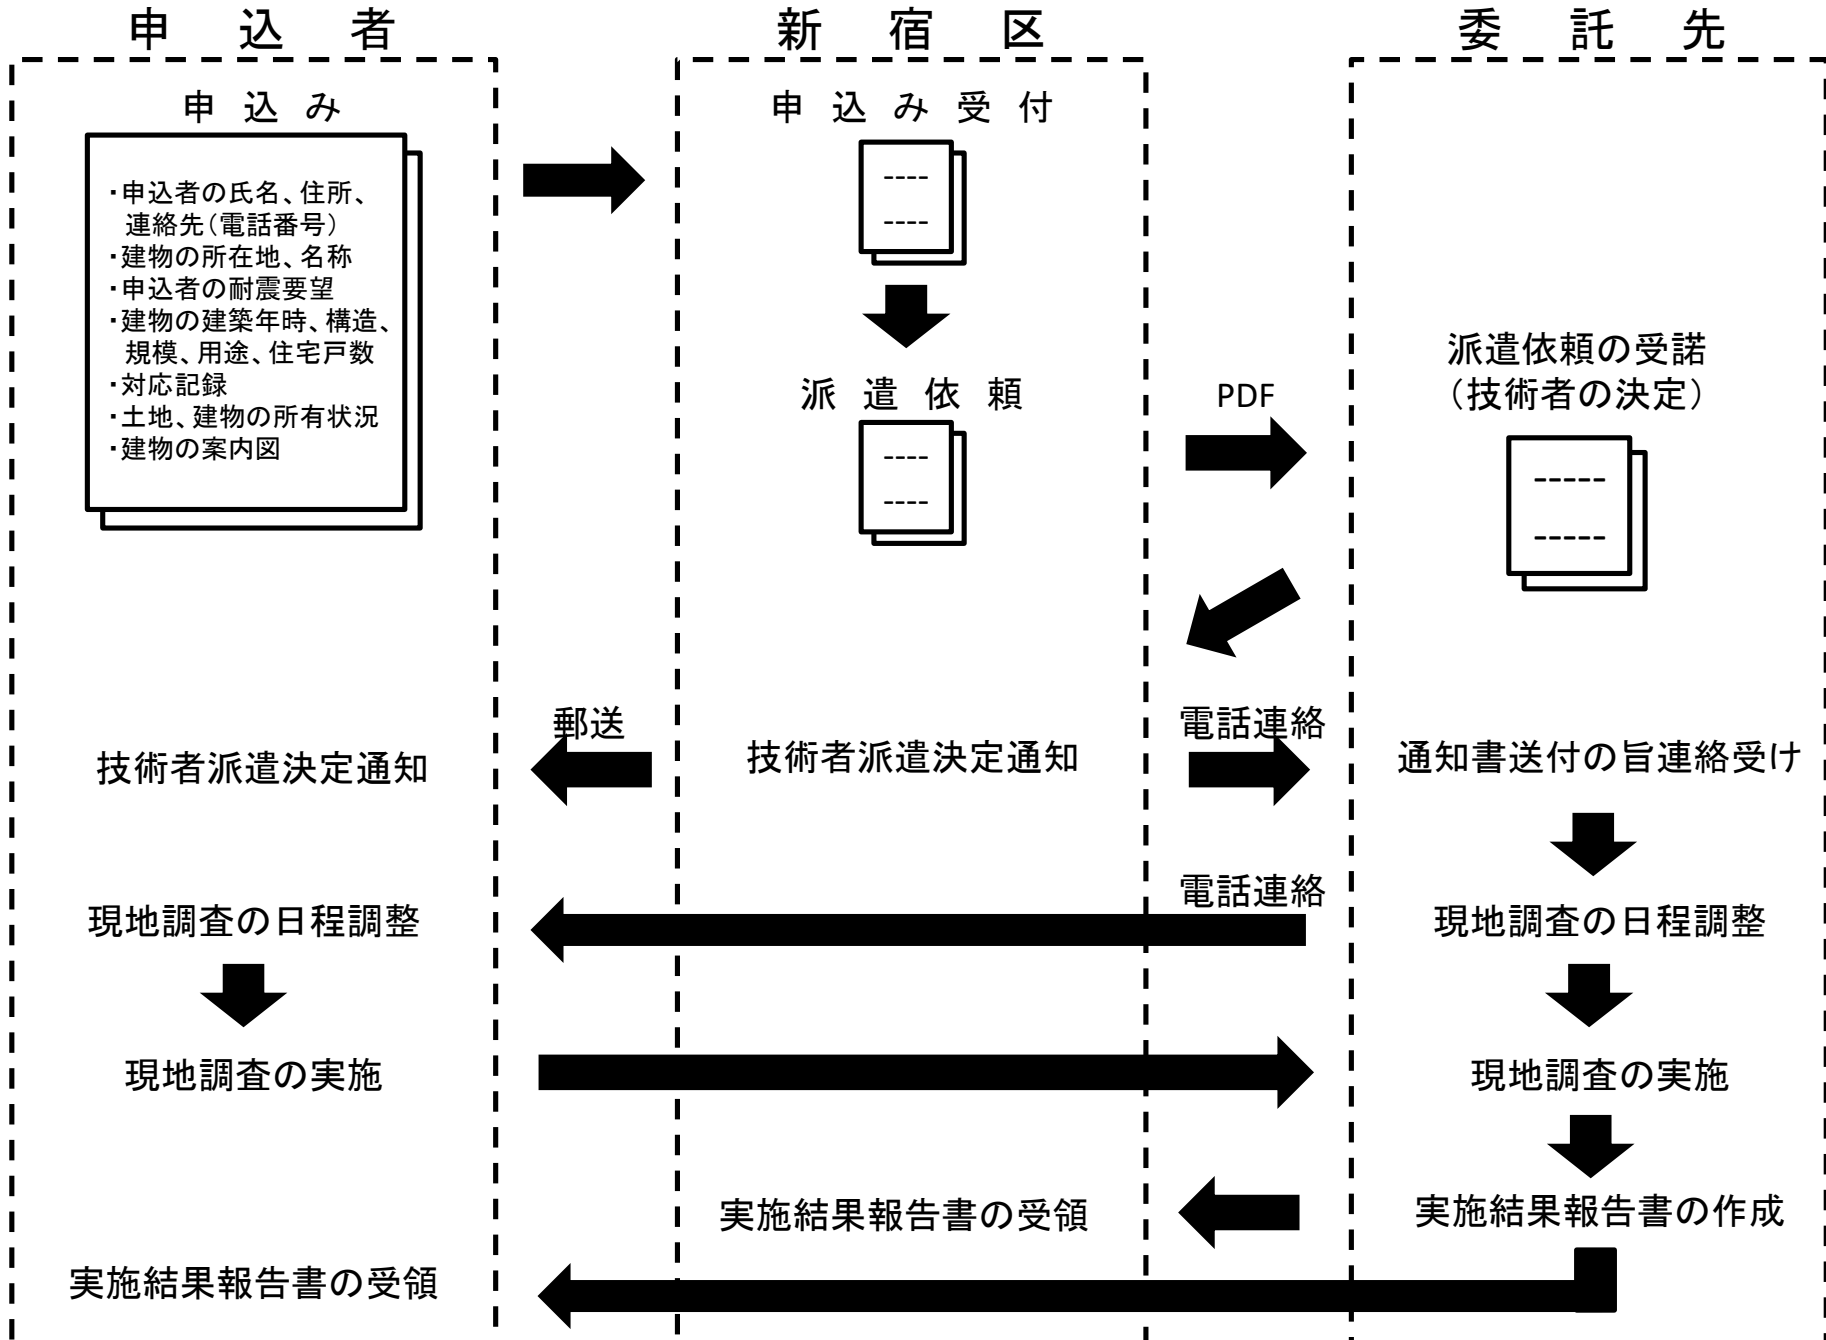 申込者
新宿区
委託先
申込み
・申込者の氏名、住所、
連絡先(電話番号)
・建物の所在地、名称
・申込者の耐震要望
・建物の建築年時、構造、
規模、用途、住宅戸数
・対応記録
・土地、建物の所有状況
・建物の案内図
申込み受付
----
----
派遣依頼
----
----
PDF
派遣依頼の受諾
(技術者の決定)
-----
-----
技術者派遣決定通知
郵送
技術者派遣決定通知
電話連絡
通知書送付の旨連絡受け
現地調査の日程調整
電話連絡
現地調査の日程調整
現地調査の実施
現地調査の実施
実施結果報告書の受領
実施結果報告書の作成
実施結果報告書の受領